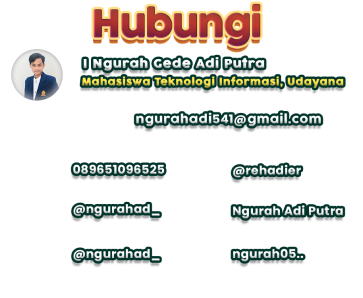 Hubungi
I Ngurah Gede Adi Putra
Mahasiswa Teknologi Informasi, Udayana
ngurahadi541@gmail.com
089651096525
@rehadier
@ngurahad_
Ngurah Adi Putra
@ngurahad_
ngurah05..